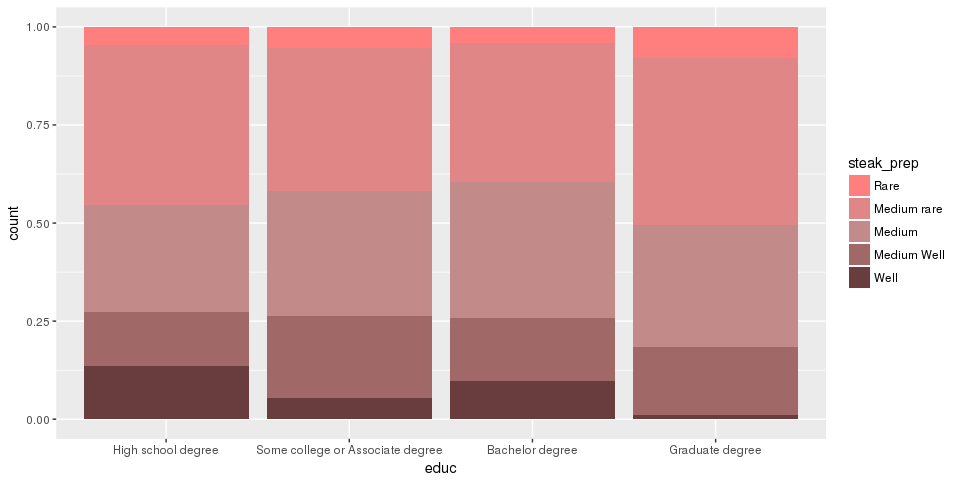 1.00
0.75
0.50
0.25
0.00
count
High school degree
Some college or Associate degree
Bachelor degree
Graduate degree
educ
steak_prep
Rare
Medium rare
Medium
Medium Well
Well